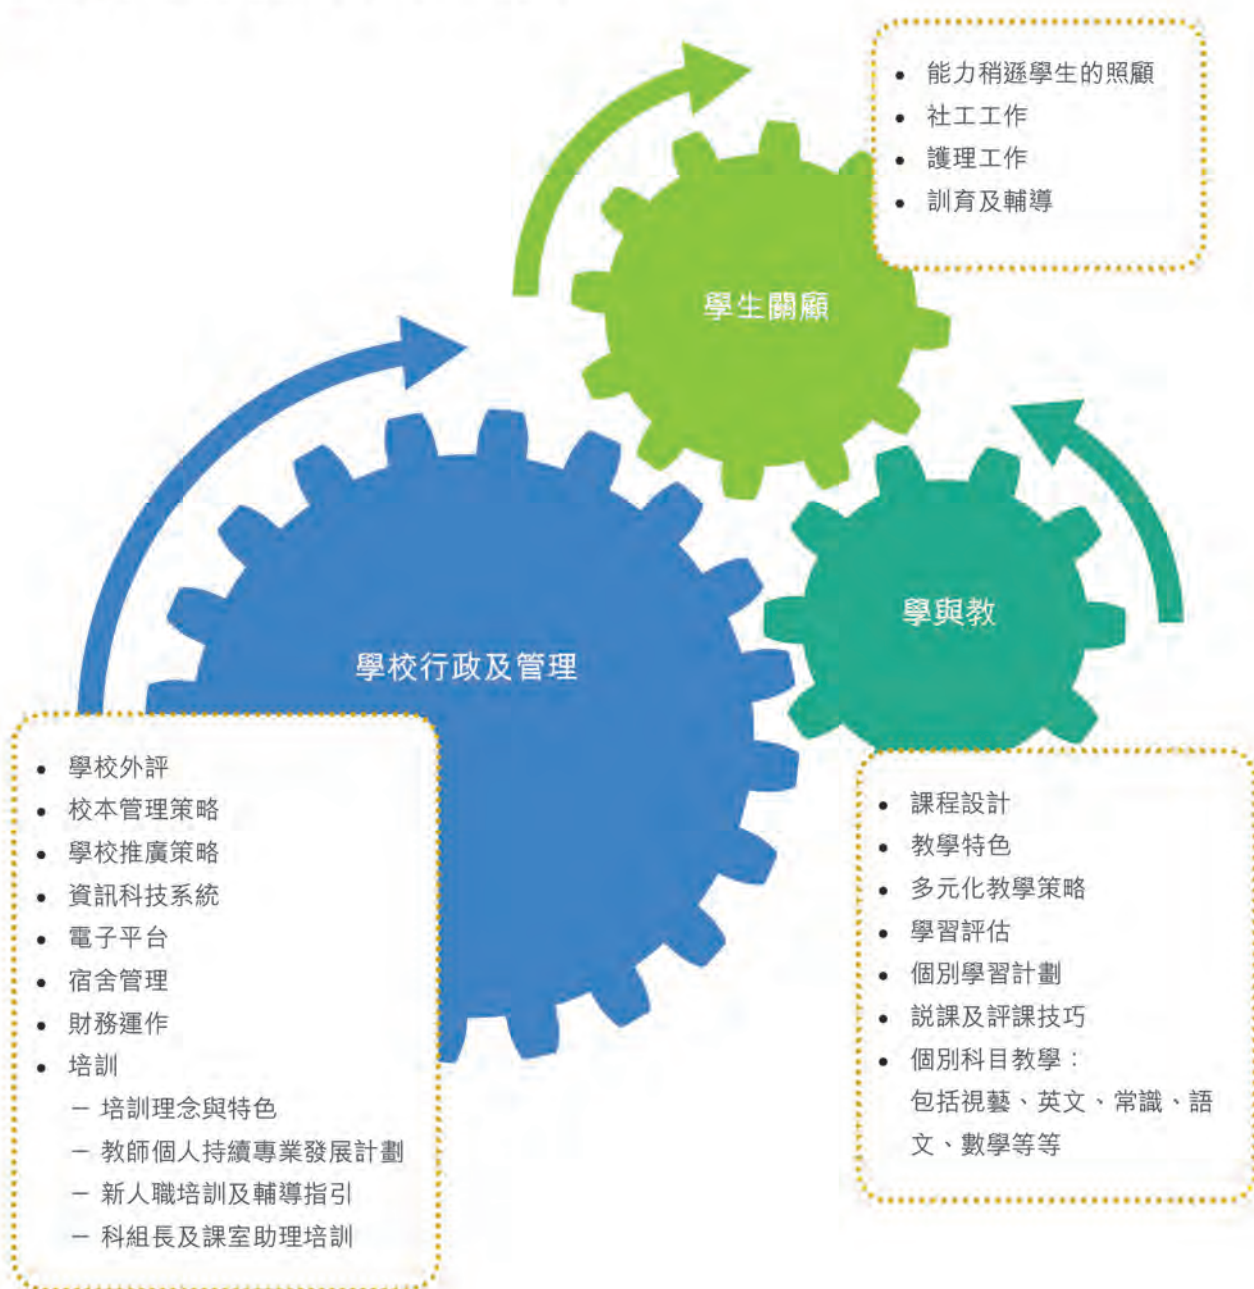 • 能力稍遜學生的照顧
• 社工工作
• 護理工作
• 訓育及輔導
學生關顧
學與教
學校行政及管理
• 學校外評
• 校本管理策略
• 學校推廣策略
• 資訊科技系統
• 電子平台
• 宿舍管理
• 財務運作
• 培訓
– 培訓理念與特色
– 教師個人持續專業發展計劃
– 新人職培訓及輔導指引
– 科組長及課室助理培訓
• 課程設計
• 教學特色
• 多元化教學策略
• 學習評估
• 個別學習計劃
• 説課及評課技巧
• 個別科目教學：
包括視藝、英文、常識、語
文、數學等等